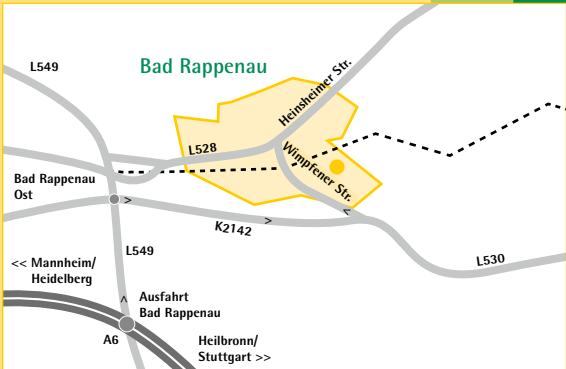 L549
Bad Rappenau
Heinsheimer Str.
L528
Wimpfener Str.
Bad Rappenau
Ost
>
K2142
>
<
L549
L530
<< Mannheim/
Heidelberg
^
Ausfahrt
Bad Rappenau
A6
Heilbronn/
Stuttgart >>